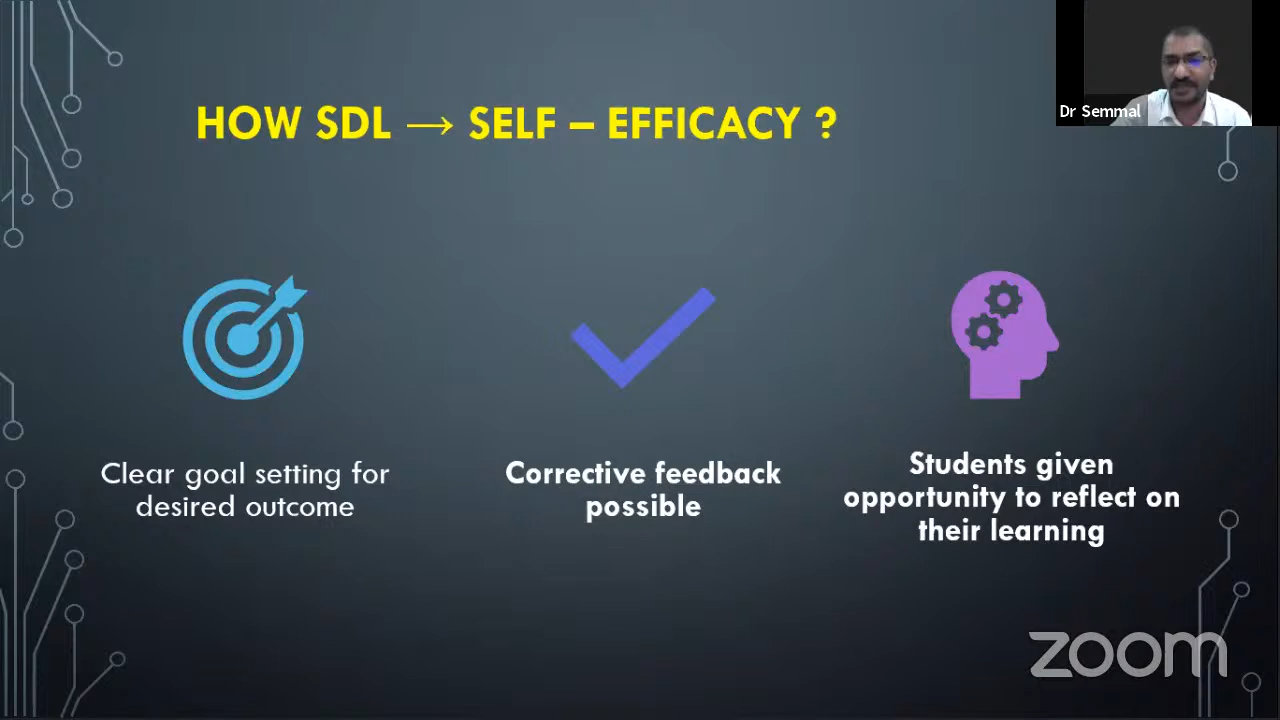 HOW SDL → SELF – EFFICACY ?
Dr Semmal
Clear goal setting for
desired outcome
Corrective feedback
possible
Students given
opportunity to reflect on
their learning
zoom